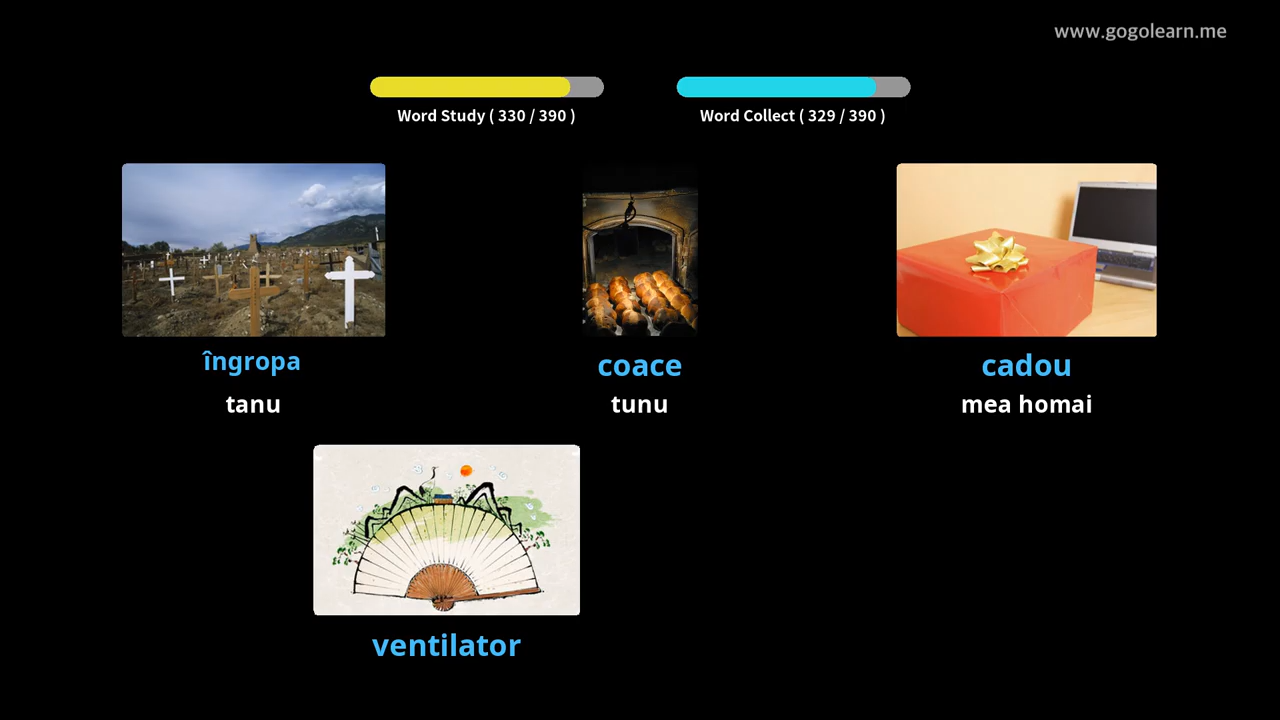 www.gogolearn.me
Word Study ( 330 / 390 )
Word Collect ( 329 / 390 )
îngropa
coace
cadou
tanu
tunu
mea homai
ventilator